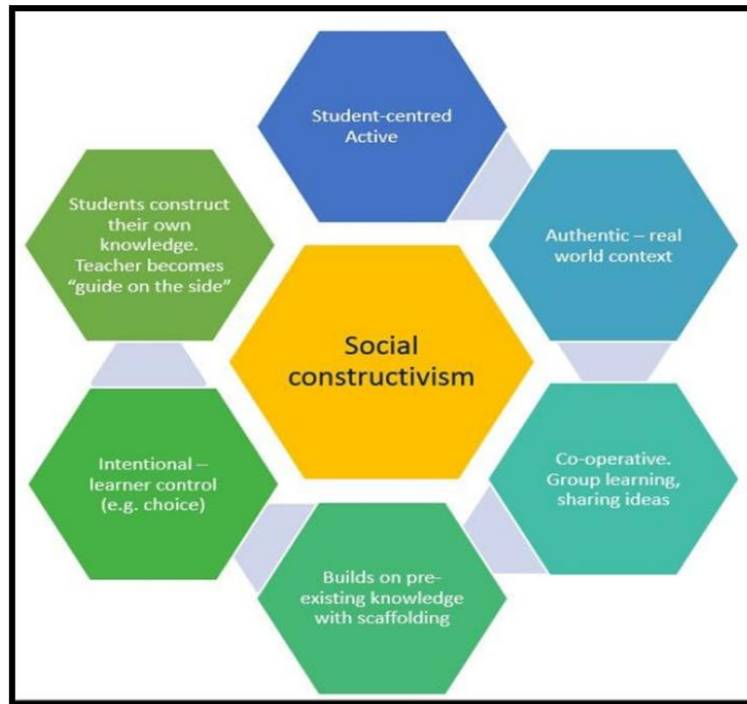 Student-centred
Active
Authentic – real
world context
Co-operative.
Group learning,
sharing ideas
Builds on pre-
existing knowledge
with scaffolding
Intentional –
learner control
(e.g. choice)
Students construct
their own
knowledge.
Teacher becomes
“guide on the side”
Social
constructivism